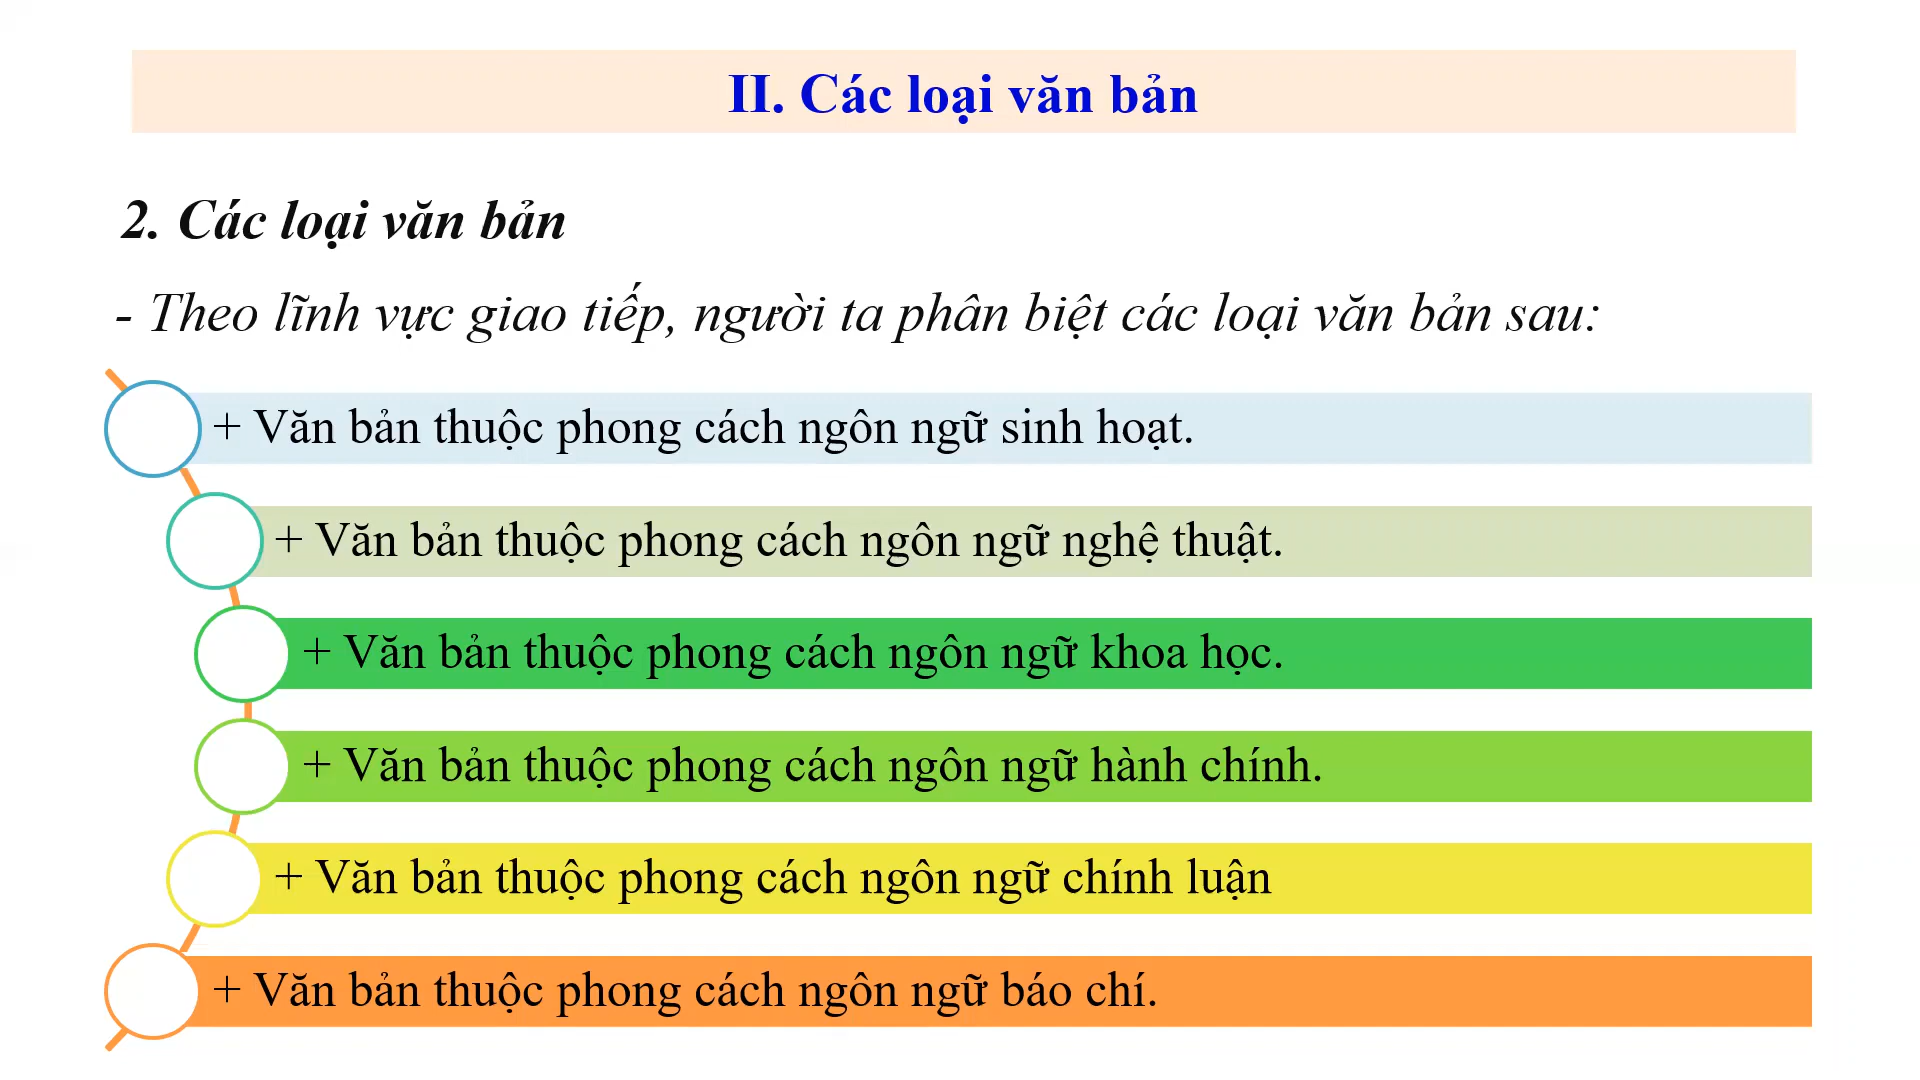 II. Các loại văn bản
2. Các loại văn bản
- Theo lĩnh vực giao tiếp, người ta phân biệt các loại văn bản sau:
+ Văn bản thuộc phong cách ngôn ngữ sinh hoạt.
+ Văn bản thuộc phong cách ngôn ngữ nghệ thuật.
+ Văn bản thuộc phong cách ngôn ngữ khoa học.
+ Văn bản thuộc phong cách ngôn ngữ hành chính.
+ Văn bản thuộc phong cách ngôn ngữ chính luận
+ Văn bản thuộc phong cách ngôn ngữ báo chí.